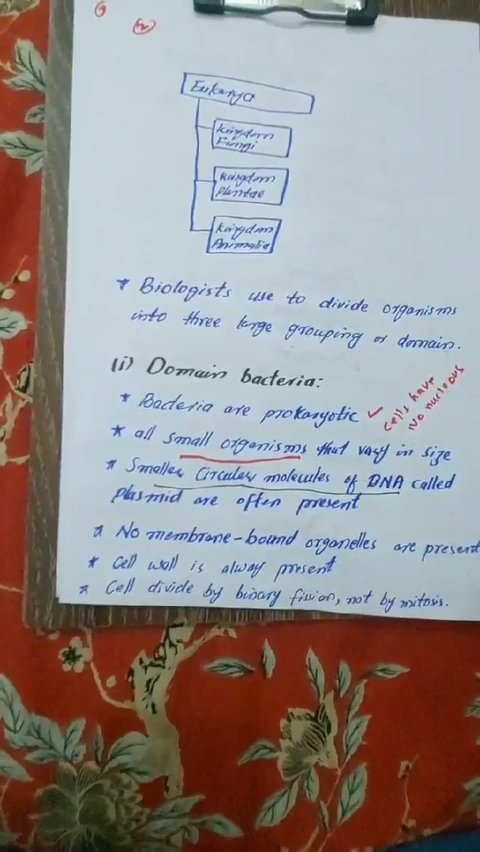 Eukarya
Kingdom
Fungi
Kingdom
Plantae
Kingdom
Animalia
* Biologists use to divide organisms
into three large grouping or domain.
(i) Domain bacteria:
* Bacteria are prokaryotic ✓ cells have
No nucleous
* all small organisms that vary in size
* Smaller Circular molecules of DNA called
plasmid are often present
* No membrane-bound organelles are present
* Cell wall is alway present
* Cell divide by binary fission, not by mitosis.